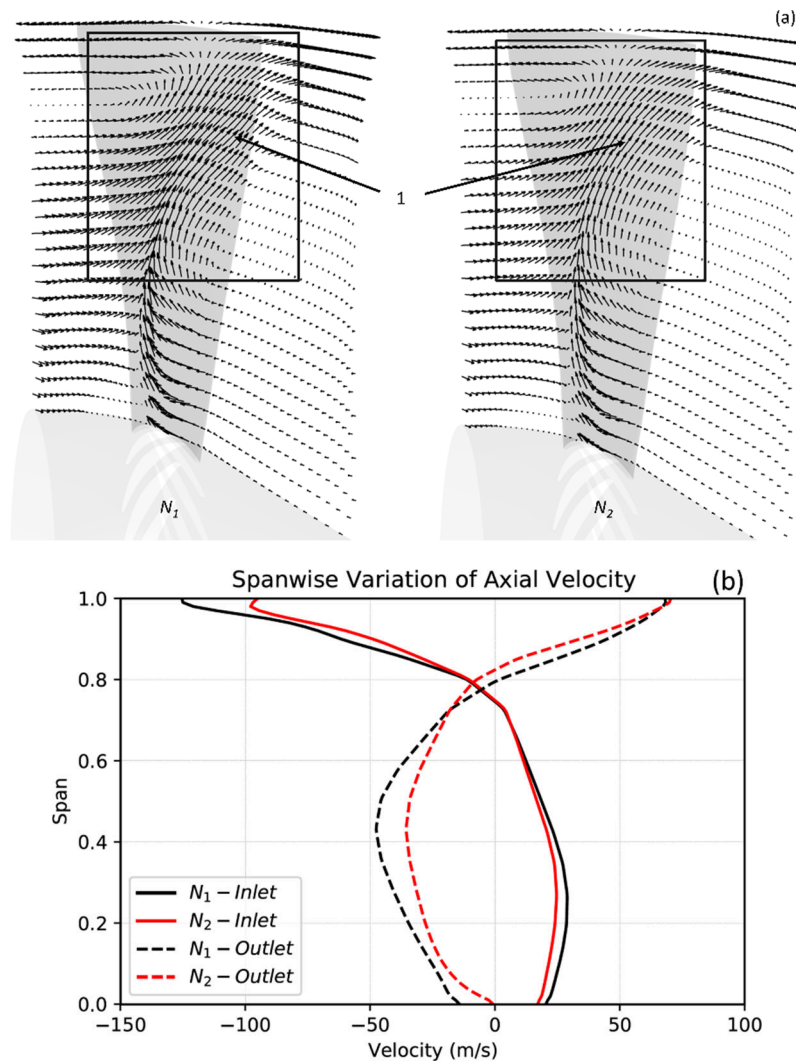 (a)
1
N₁
N₂
Spanwise Variation of Axial Velocity
(b)
1.0
0.8
0.6
0.4
0.2
0.0
Span
N₁ − Inlet
N₂ − Inlet
N₁ − Outlet
N₂ − Outlet
−150
−100
−50
0
50
100
Velocity (m/s)